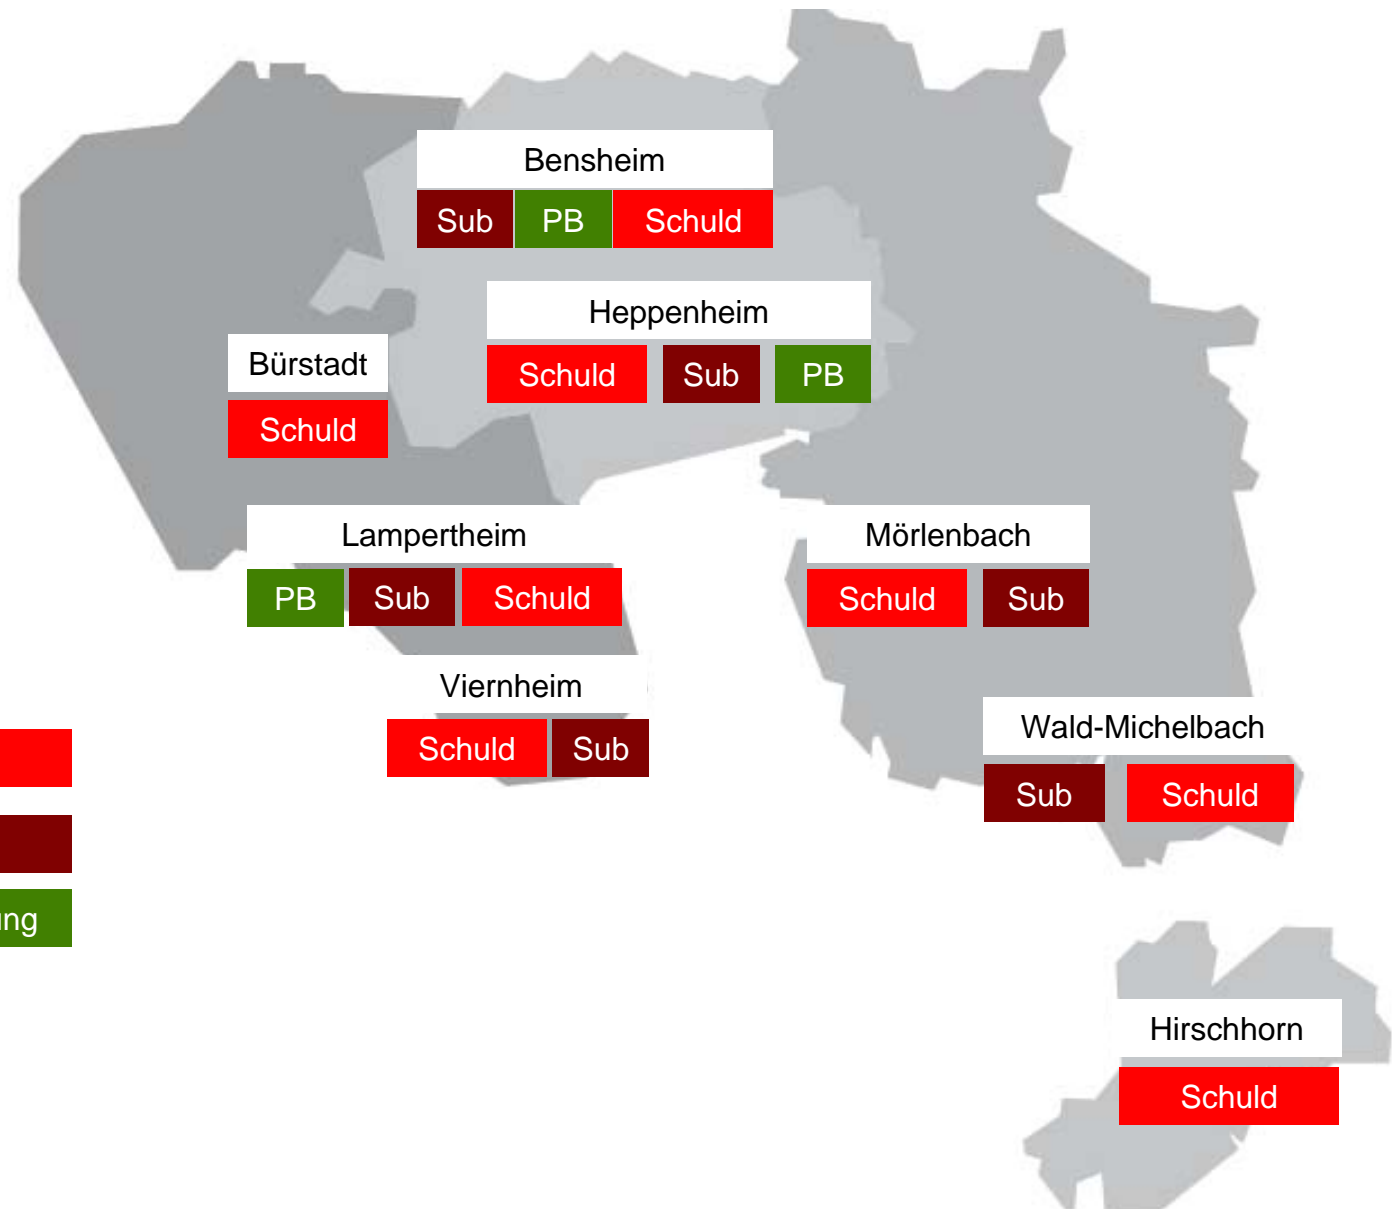 Bensheim
Sub PB Schuld
Heppenheim
Schuld Sub PB
Bürstadt
Schuld
Lampertheim
PB Sub Schuld
Mörlenbach
Schuld Sub
Viernheim
Schuld Sub
Wald-Michelbach
Sub Schuld
Hirschhorn
Schuld